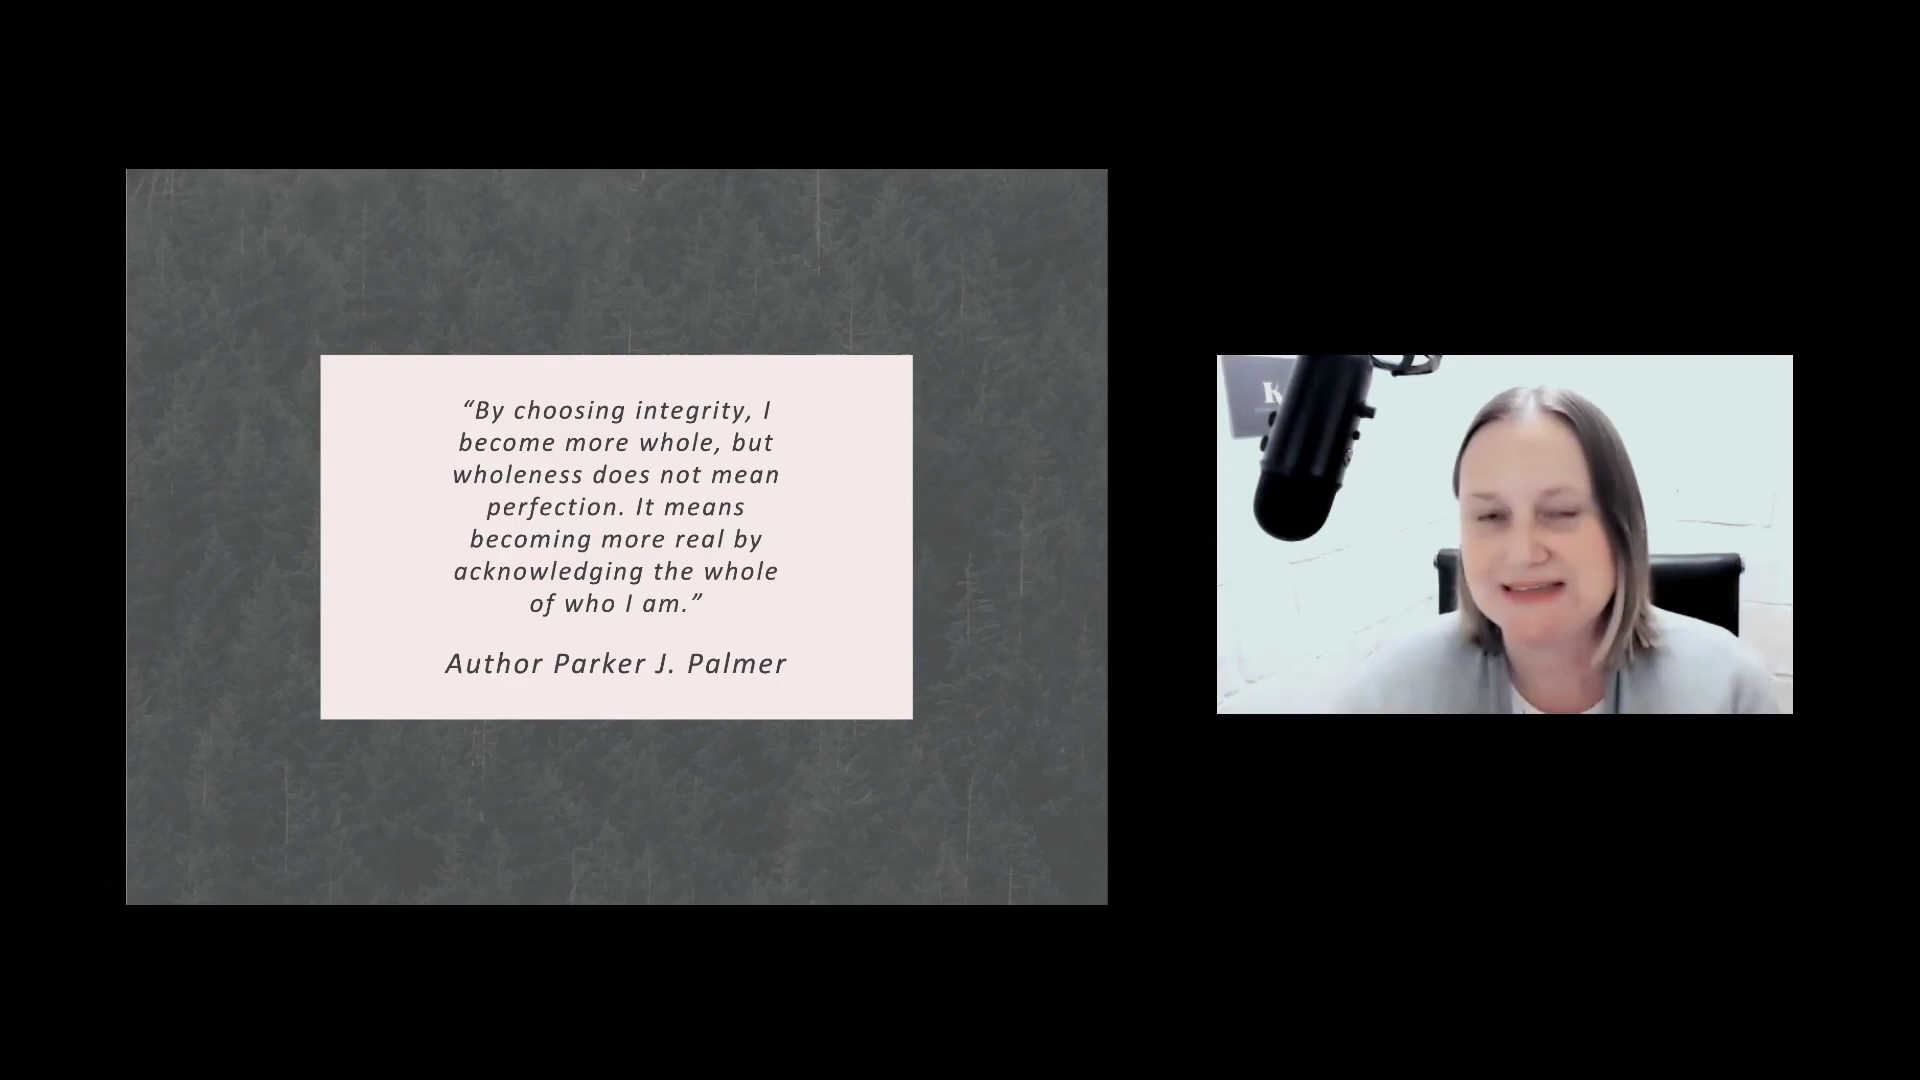 “By choosing integrity, I
become more whole, but
wholeness does not mean
perfection. It means
becoming more real by
acknowledging the whole
of who I am.”
Author Parker J. Palmer
K